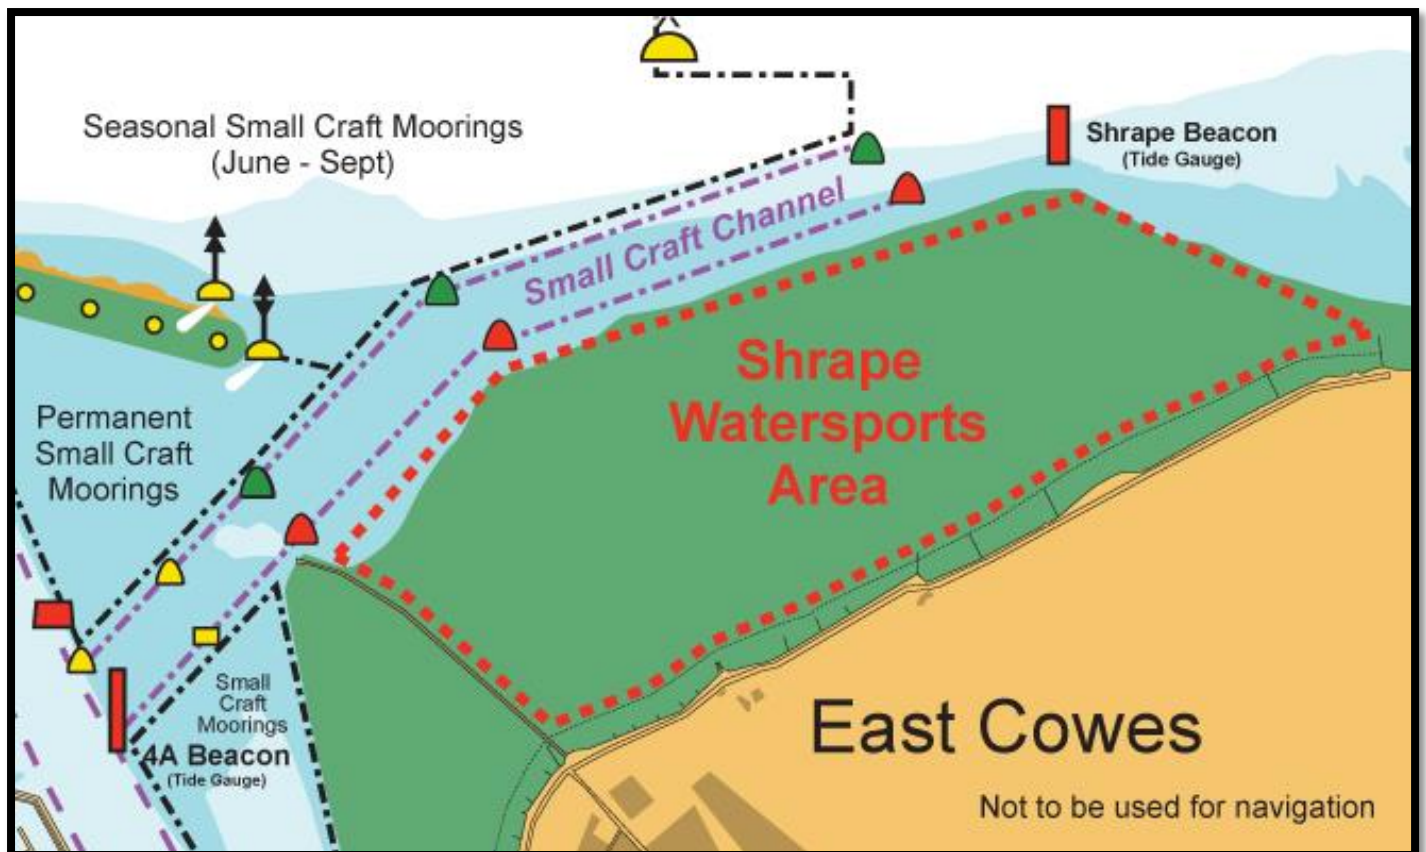 Seasonal Small Craft Moorings
(June - Sept)
Shrape Beacon
(Tide Gauge)
Small Craft Channel
Shrape
Watersports
Area
Permanent
Small Craft
Moorings
Small
Craft
Moorings
4A Beacon
(Tide Gauge)
East Cowes
Not to be used for navigation